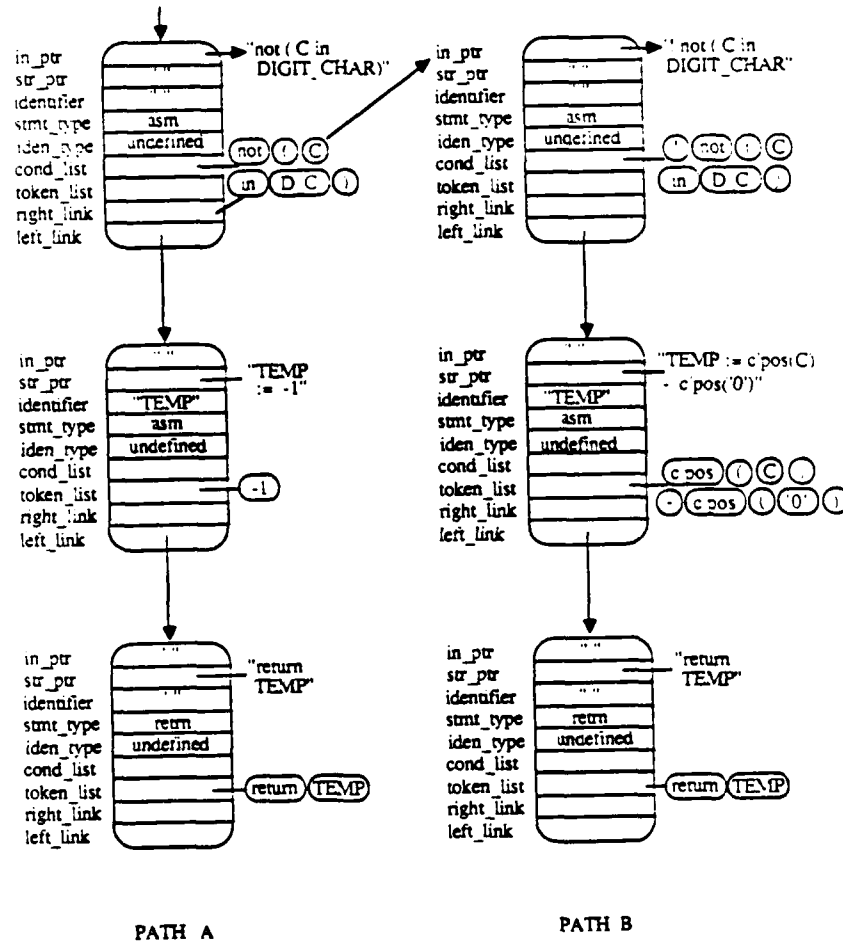 in_ptr
str_ptr
identifier
stmt_type
iden_type
cond_list
token_list
right_link
left_link
" "
" "
asm
undefined
"not ( C in
DIGIT_CHAR)"
not ( C
in D C )
in_ptr
str_ptr
identifier
stmt_type
iden_type
cond_list
token_list
right_link
left_link
" "
" "
asm
undefined
" not ( C in
DIGIT_CHAR"
not ( C
in D C )
in_ptr
str_ptr
identifier
stmt_type
iden_type
cond_list
token_list
right_link
left_link
" "
"TEMP"
asm
undefined
"TEMP
:= -1"
-1
in_ptr
str_ptr
identifier
stmt_type
iden_type
cond_list
token_list
right_link
left_link
" "
"TEMP"
asm
undefined
"TEMP := c'pos(C)
- c'pos('0')"
c'pos ( C )
- c'pos ( '0' )
in_ptr
str_ptr
identifier
stmt_type
iden_type
cond_list
token_list
right_link
left_link
" "
" "
retrn
undefined
"return
TEMP"
return TEMP
in_ptr
str_ptr
identifier
stmt_type
iden_type
cond_list
token_list
right_link
left_link
" "
" "
retrn
undefined
"return
TEMP"
return TEMP
PATH A
PATH B